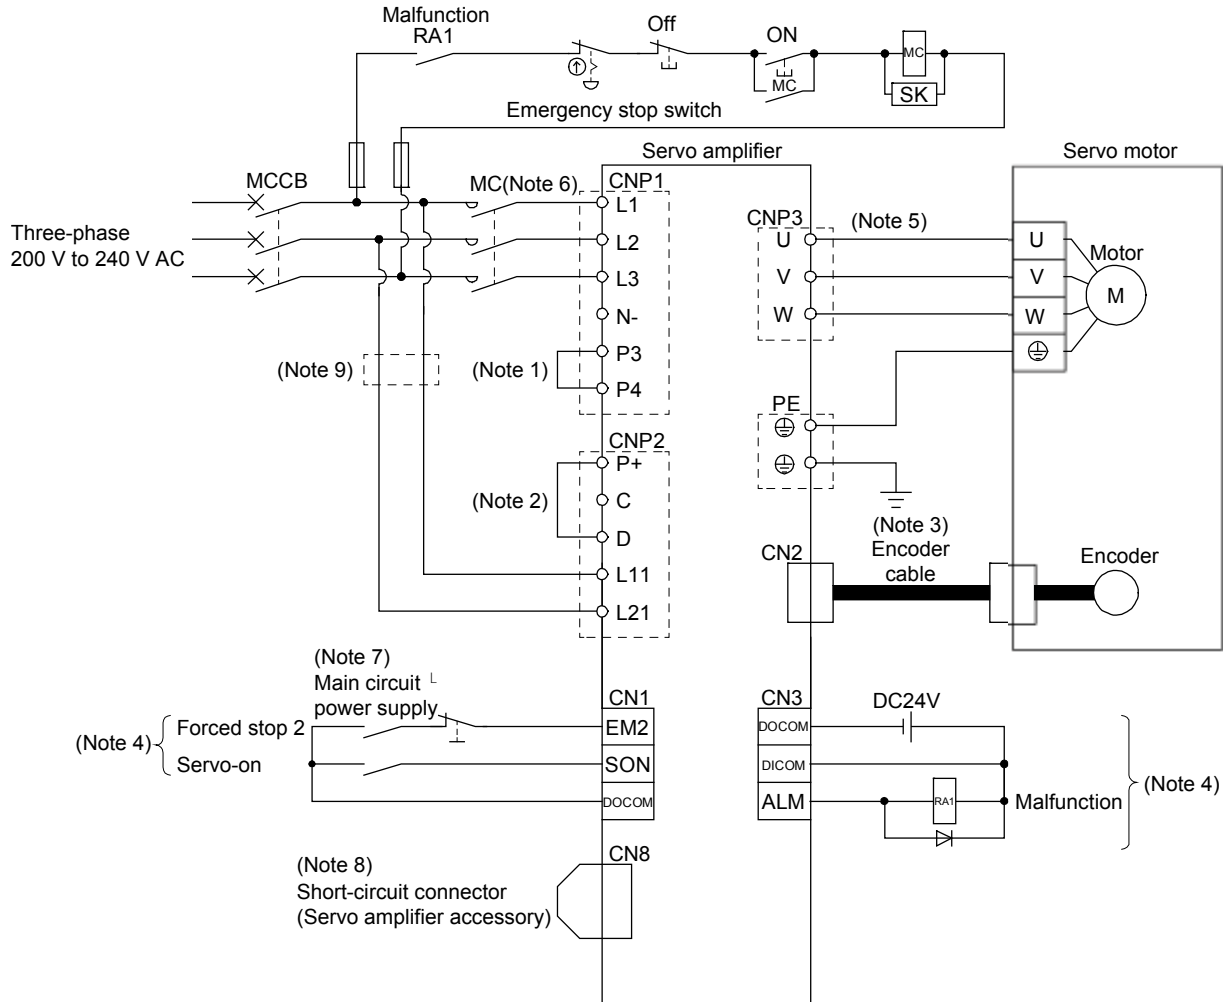 Malfunction
RA1
Off
ON
MC
MC
SK
Emergency stop switch
Servo amplifier
Servo motor
MCCB
MC(Note 6)
CNP1
L1
CNP3
(Note 5)
Three-phase
200 V to 240 V AC
L2
U
U
Motor
L3
V
V
M
N-
W
W
(Note 9)
(Note 1)
P3
P4
PE
CNP2
P+
(Note 2)
C
D
(Note 3)
Encoder
cable
CN2
Encoder
L11
L21
(Note 7)
Main circuit
power supply
CN1
CN3
DC24V
(Note 4)
Forced stop 2
EM2
DOCOM
Servo-on
SON
DICOM
(Note 4)
DOCOM
ALM
RA1
Malfunction
(Note 8)
Short-circuit connector
(Servo amplifier accessory)
CN8